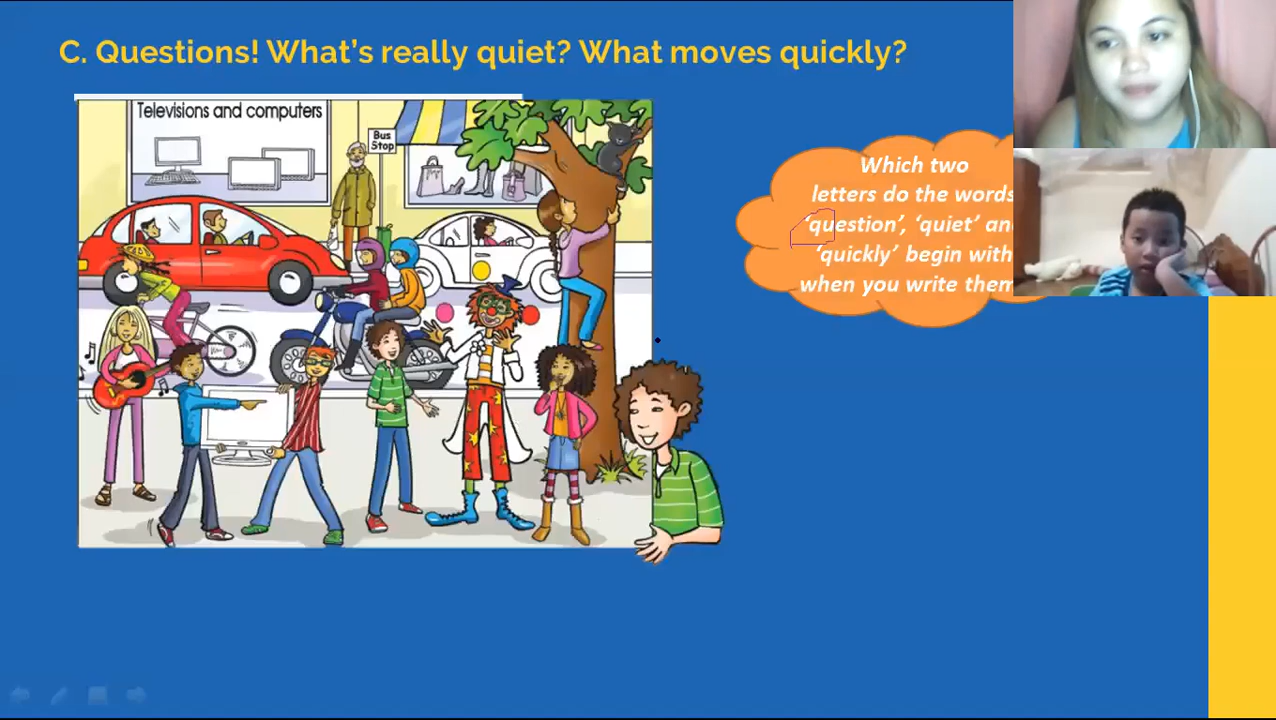 C. Questions! What's really quiet? What moves quickly?
Televisions and computers
Bus
Stop
Which two
letters do the words
‘question’, ‘quiet’ an
‘quickly’ begin with
when you write them